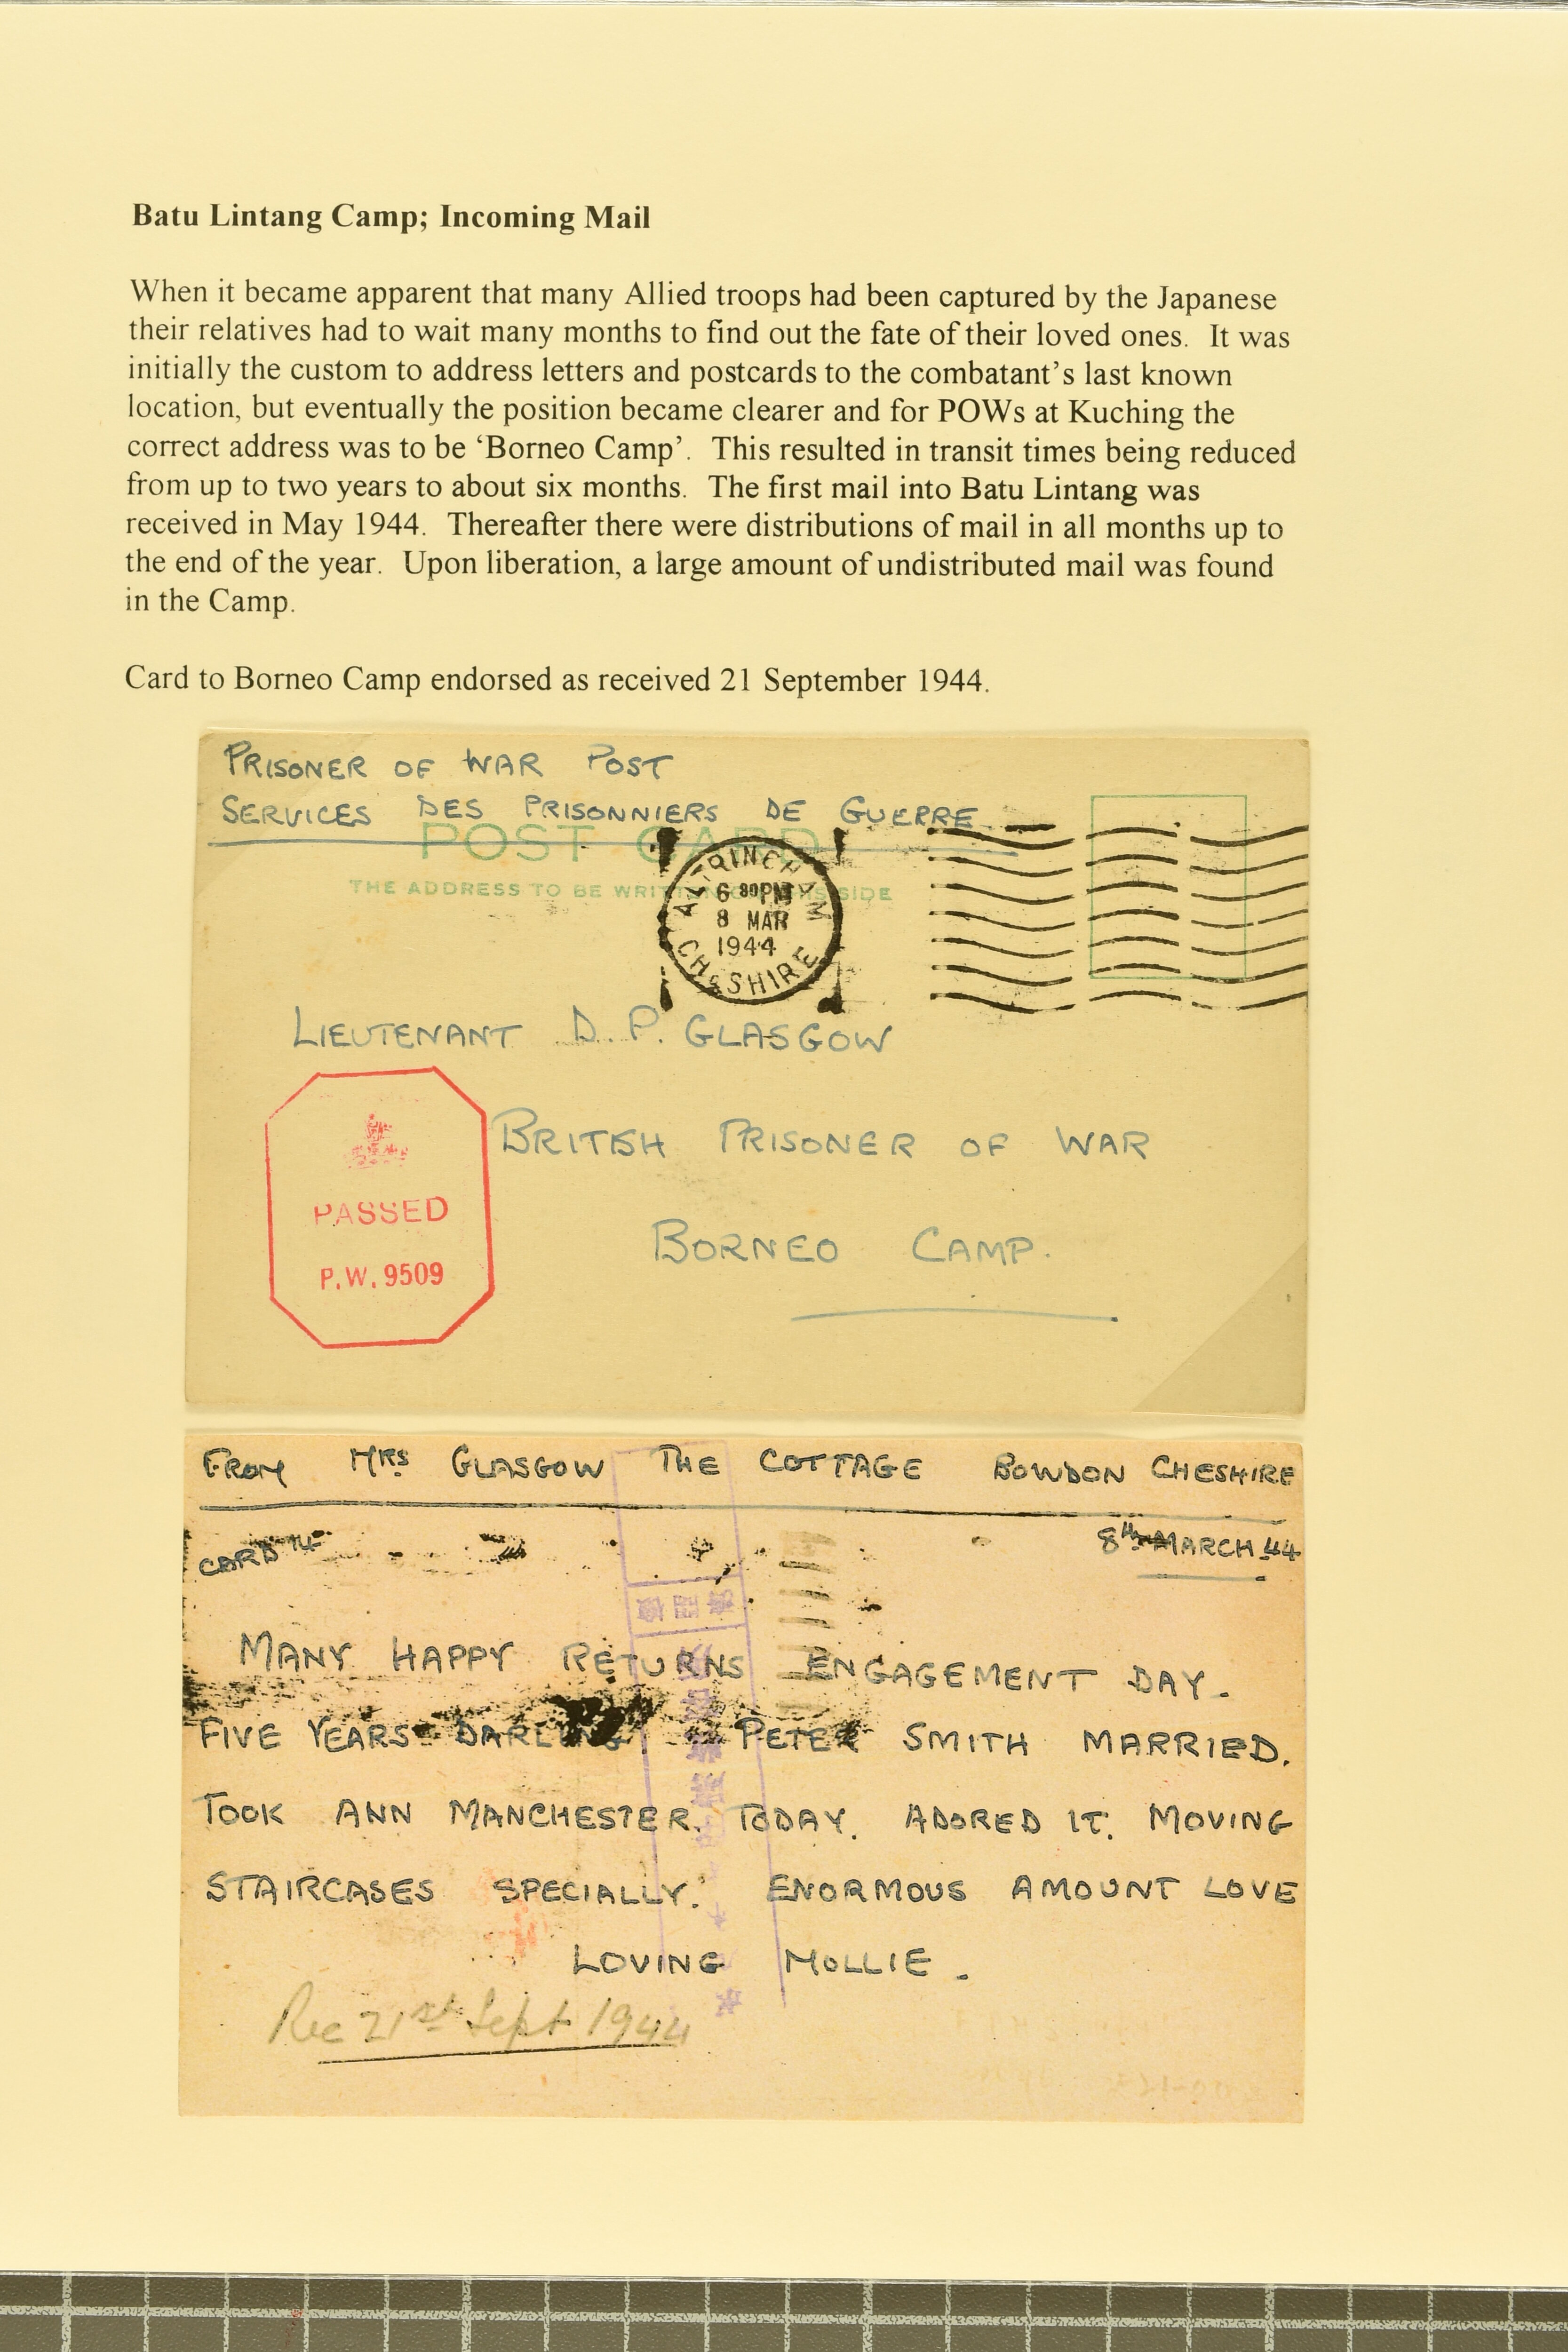 Batu Lintang Camp; Incoming Mail
When it became apparent that many Allied troops had been captured by the Japanese
their relatives had to wait many months to find out the fate of their loved ones. It was
initially the custom to address letters and postcards to the combatant's last known
location, but eventually the position became clearer and for POWs at Kuching the
correct address was to be ‘Borneo Camp’. This resulted in transit times being reduced
from up to two years to about six months. The first mail into Batu Lintang was
received in May 1944. Thereafter there were distributions of mail in all months up to
the end of the year. Upon liberation, a large amount of undistributed mail was found
in the Camp.
Card to Borneo Camp endorsed as received 21 September 1944.
PRISONER OF WAR POST
SERVICES DES PRISONNIERS DE GUERRE
POST CARD
THE ADDRESS TO BE WRITTEN ON THIS SIDE
ALTRINCHAM
6 30PM
8 MAR
1944
CHESHIRE
LIEUTENANT D.P. GLASGOW
BRITISH PRISONER OF WAR
BORNEO CAMP.
PASSED
P.W. 9509
FROM MRS GLASGOW THE COTTAGE BOWDON CHESHIRE
CARD 8TH MARCH 44
MANY HAPPY RETURNS ENGAGEMENT DAY.
FIVE YEARS DARLING! PETER SMITH MARRIED.
TOOK ANN MANCHESTER. TODAY. ADORED IT. MOVING
STAIRCASES SPECIALLY. ENORMOUS AMOUNT LOVE
LOVING MOLLIE.
Rec 21st Sept 1944